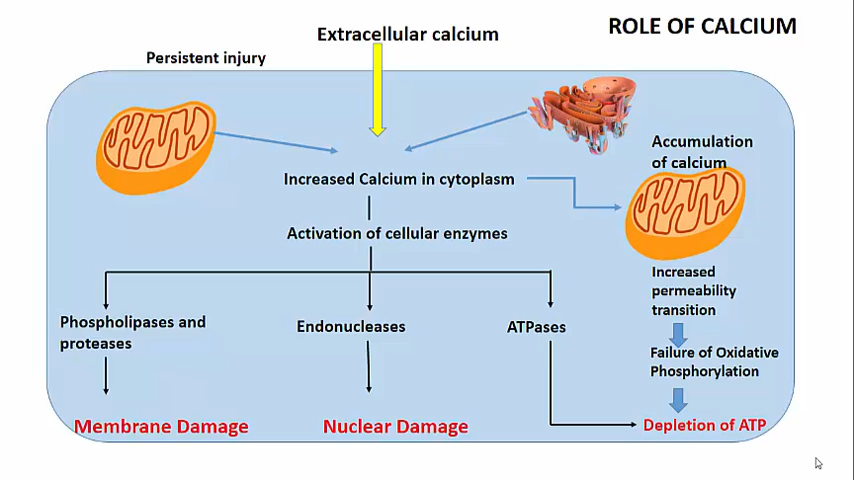 ROLE OF CALCIUM
Extracellular calcium
Persistent injury
Accumulation
of calcium
Increased Calcium in cytoplasm
Activation of cellular enzymes
Increased
permeability
transition
Phospholipases and
proteases
Endonucleases
ATPases
Failure of Oxidative
Phosphorylation
Membrane Damage
Nuclear Damage
Depletion of ATP